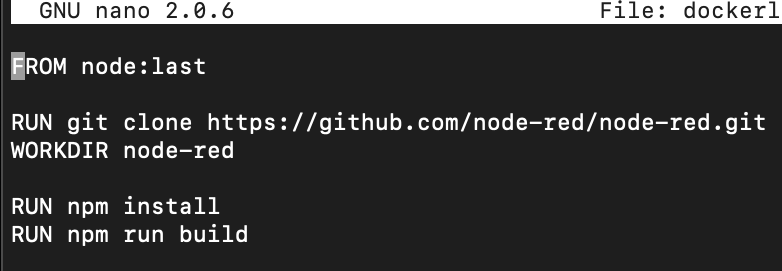 GNU nano 2.0.6 File: dockerl
FROM node:last
RUN git clone https://github.com/node-red/node-red.git
WORKDIR node-red
RUN npm install
RUN npm run build